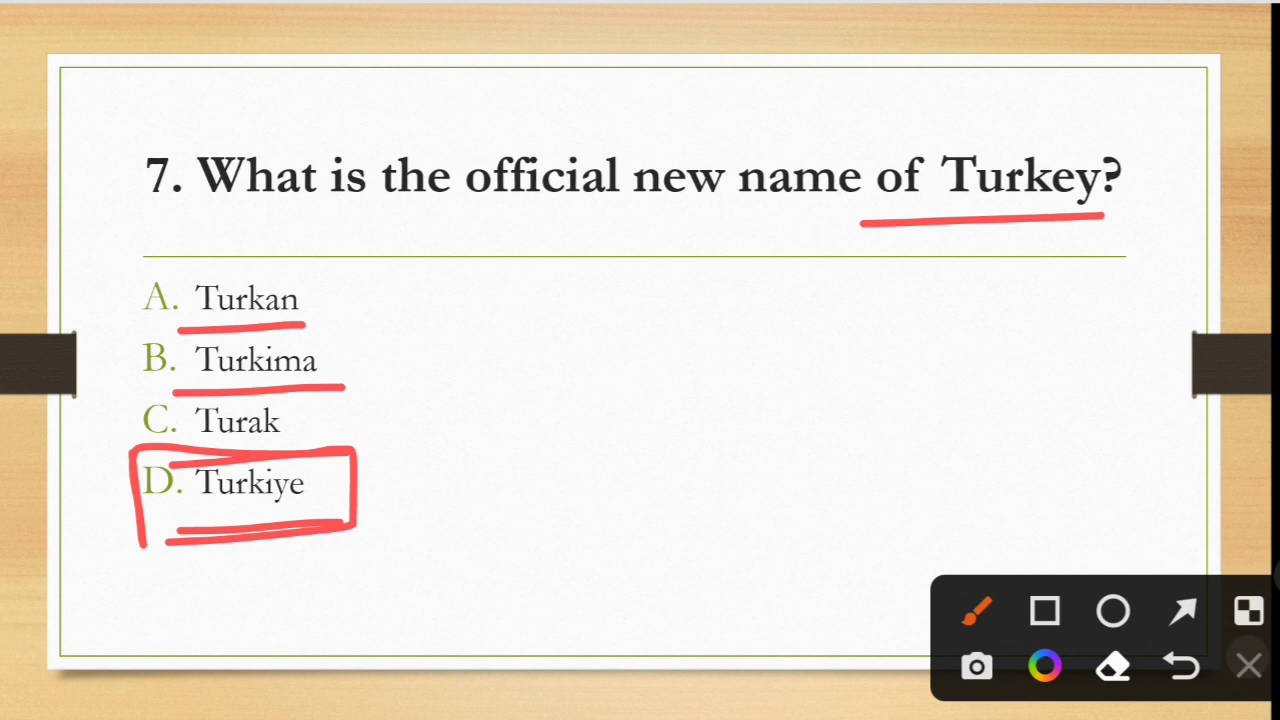 7. What is the official new name of Turkey?
A. Turkan
B. Turkima
C. Turak
D. Turkiye